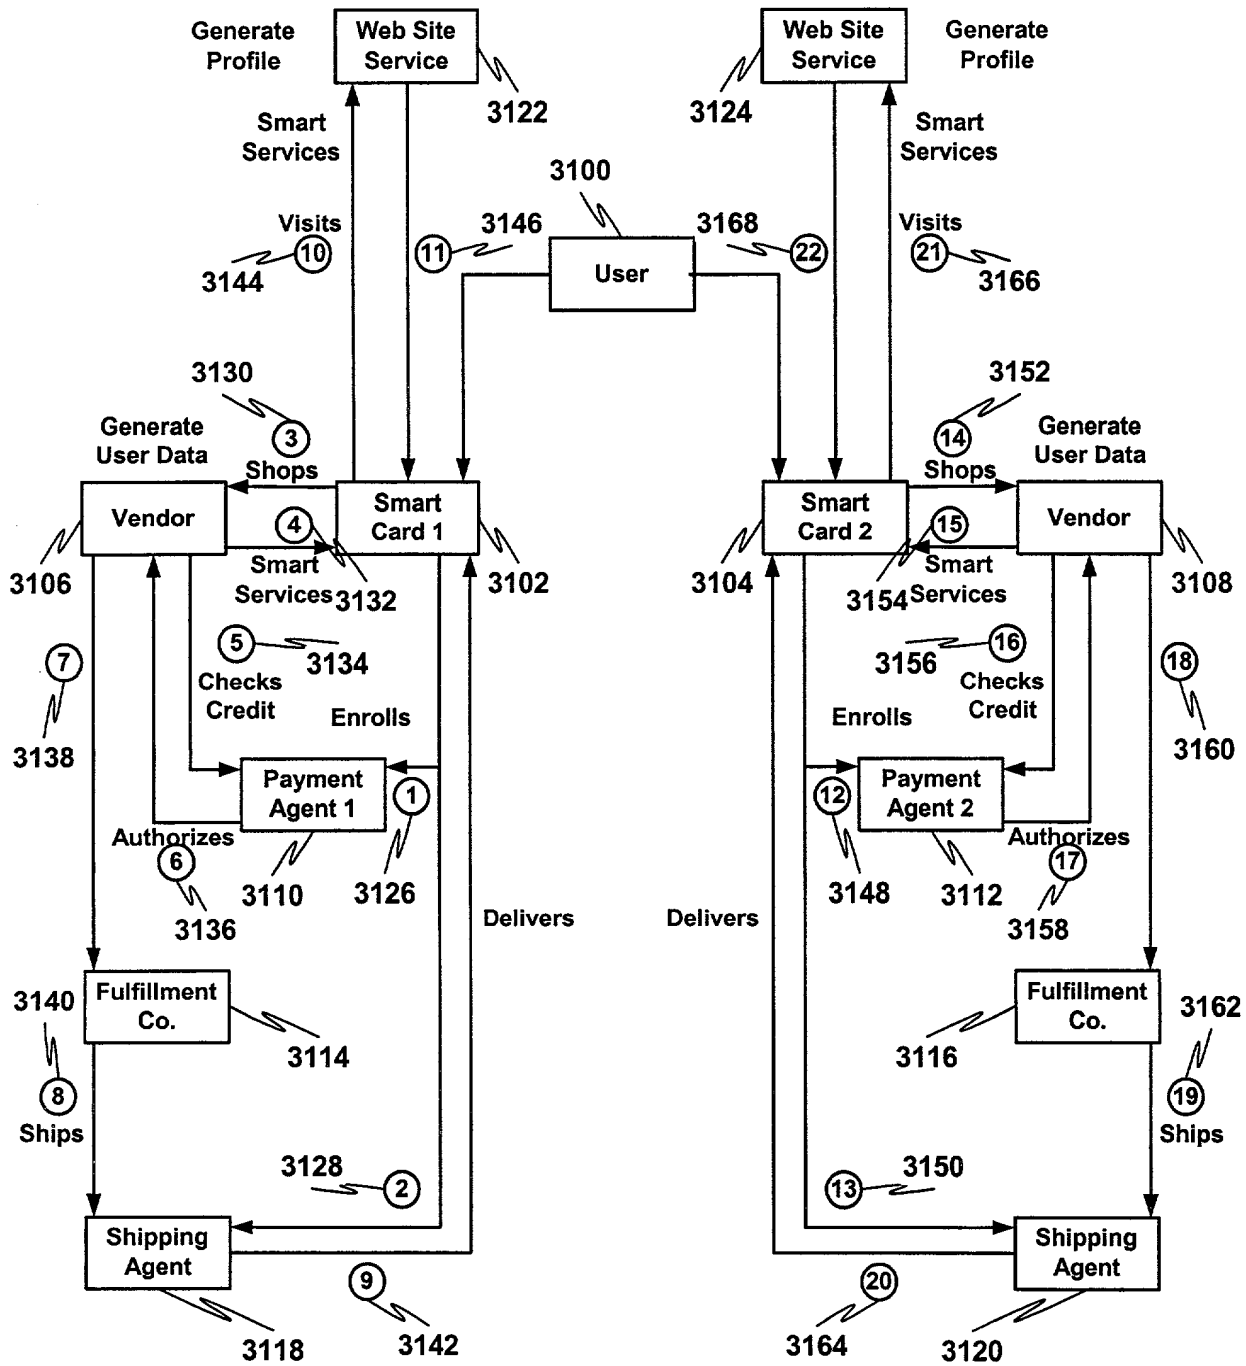 Generate
Profile
Web Site
Service
3122
Web Site
Service
3124
Generate
Profile
Smart
Services
Smart
Services
3100
Visits
10
3144
11
3146
User
3168
22
Visits
21
3166
3130
3
Generate
User Data
Shops
3152
14
Generate
User Data
Shops
Vendor
3106
4
Smart
Card 1
3102
Smart
Services
3132
Smart
Card 2
3104
15
Vendor
3108
3154
Smart
Services
7
3138
5
3134
Checks
Credit
Enrolls
3156
16
Checks
Credit
Enrolls
18
3160
Payment
Agent 1
1
Authorizes
6
3110
3126
3136
12
Payment
Agent 2
Authorizes
17
3148
3112
3158
Delivers
Delivers
3140
Fulfillment
Co.
3114
Fulfillment
Co.
3116
3162
8
Ships
19
Ships
3128
2
13
3150
Shipping
Agent
3118
9
3142
Shipping
Agent
20
3164
3120